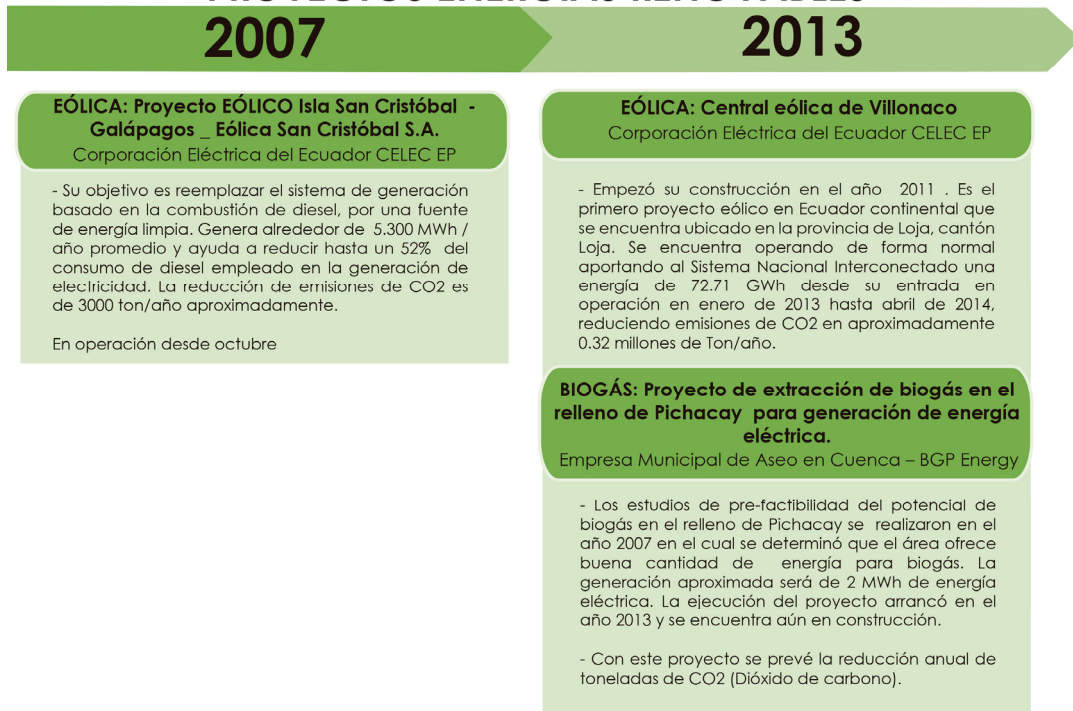 PROYECTOS ENERGÍAS RENOVABLES
2007
EÓLICA: Proyecto EÓLICO Isla San Cristóbal -
Galápagos _ Eólica San Cristóbal S.A.
Corporación Eléctrica del Ecuador CELEC EP
- Su objetivo es reemplazar el sistema de generación
basado en la combustión de diesel, por una fuente
de energía limpia. Genera alrededor de 5.300 MWh /
año promedio y ayuda a reducir hasta un 52% del
consumo de diesel empleado en la generación de
electricidad. La reducción de emisiones de CO2 es
de 3000 ton/año aproximadamente.
En operación desde octubre
2013
EÓLICA: Central eólica de Villonaco
Corporación Eléctrica del Ecuador CELEC EP
- Empezó su construcción en el año 2011 . Es el
primer proyecto eólico en Ecuador continental que
se encuentra ubicado en la provincia de Loja, cantón
Loja. Se encuentra operando de forma normal
aportando al Sistema Nacional Interconectado una
energía de 72.71 GWh desde su entrada en
operación en enero de 2013 hasta abril de 2014,
reduciendo emisiones de CO2 en aproximadamente
0.32 millones de Ton/año.
BIOGÁS: Proyecto de extracción de biogás en el
relleno de Pichacay para generación de energía
eléctrica.
Empresa Municipal de Aseo en Cuenca – BGP Energy
- Los estudios de pre-factibilidad del potencial de
biogás en el relleno de Pichacay se realizaron en el
año 2007 en el cual se determinó que el área ofrece
buena cantidad de energía para biogás. La
generación aproximada será de 2 MWh de energía
eléctrica. La ejecución del proyecto arrancó en el
año 2013 y se encuentra aún en construcción.
- Con este proyecto se prevé la reducción anual de
toneladas de CO2 (Dióxido de carbono).